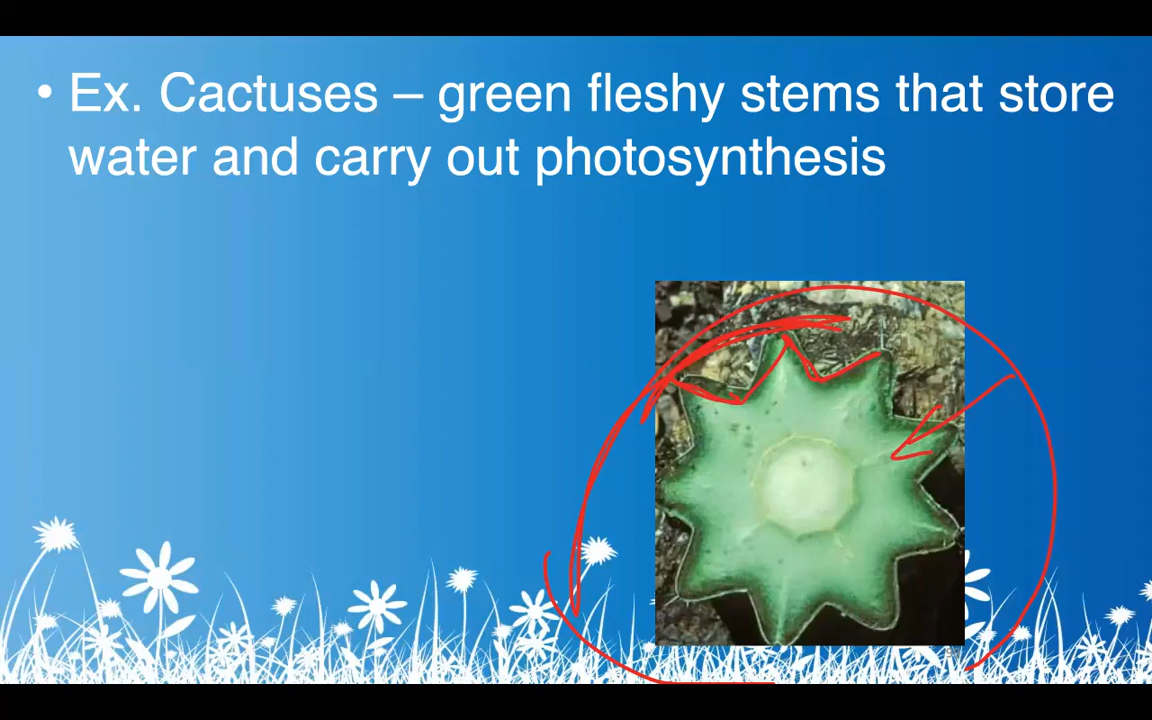 • Ex. Cactuses – green fleshy stems that store
water and carry out photosynthesis